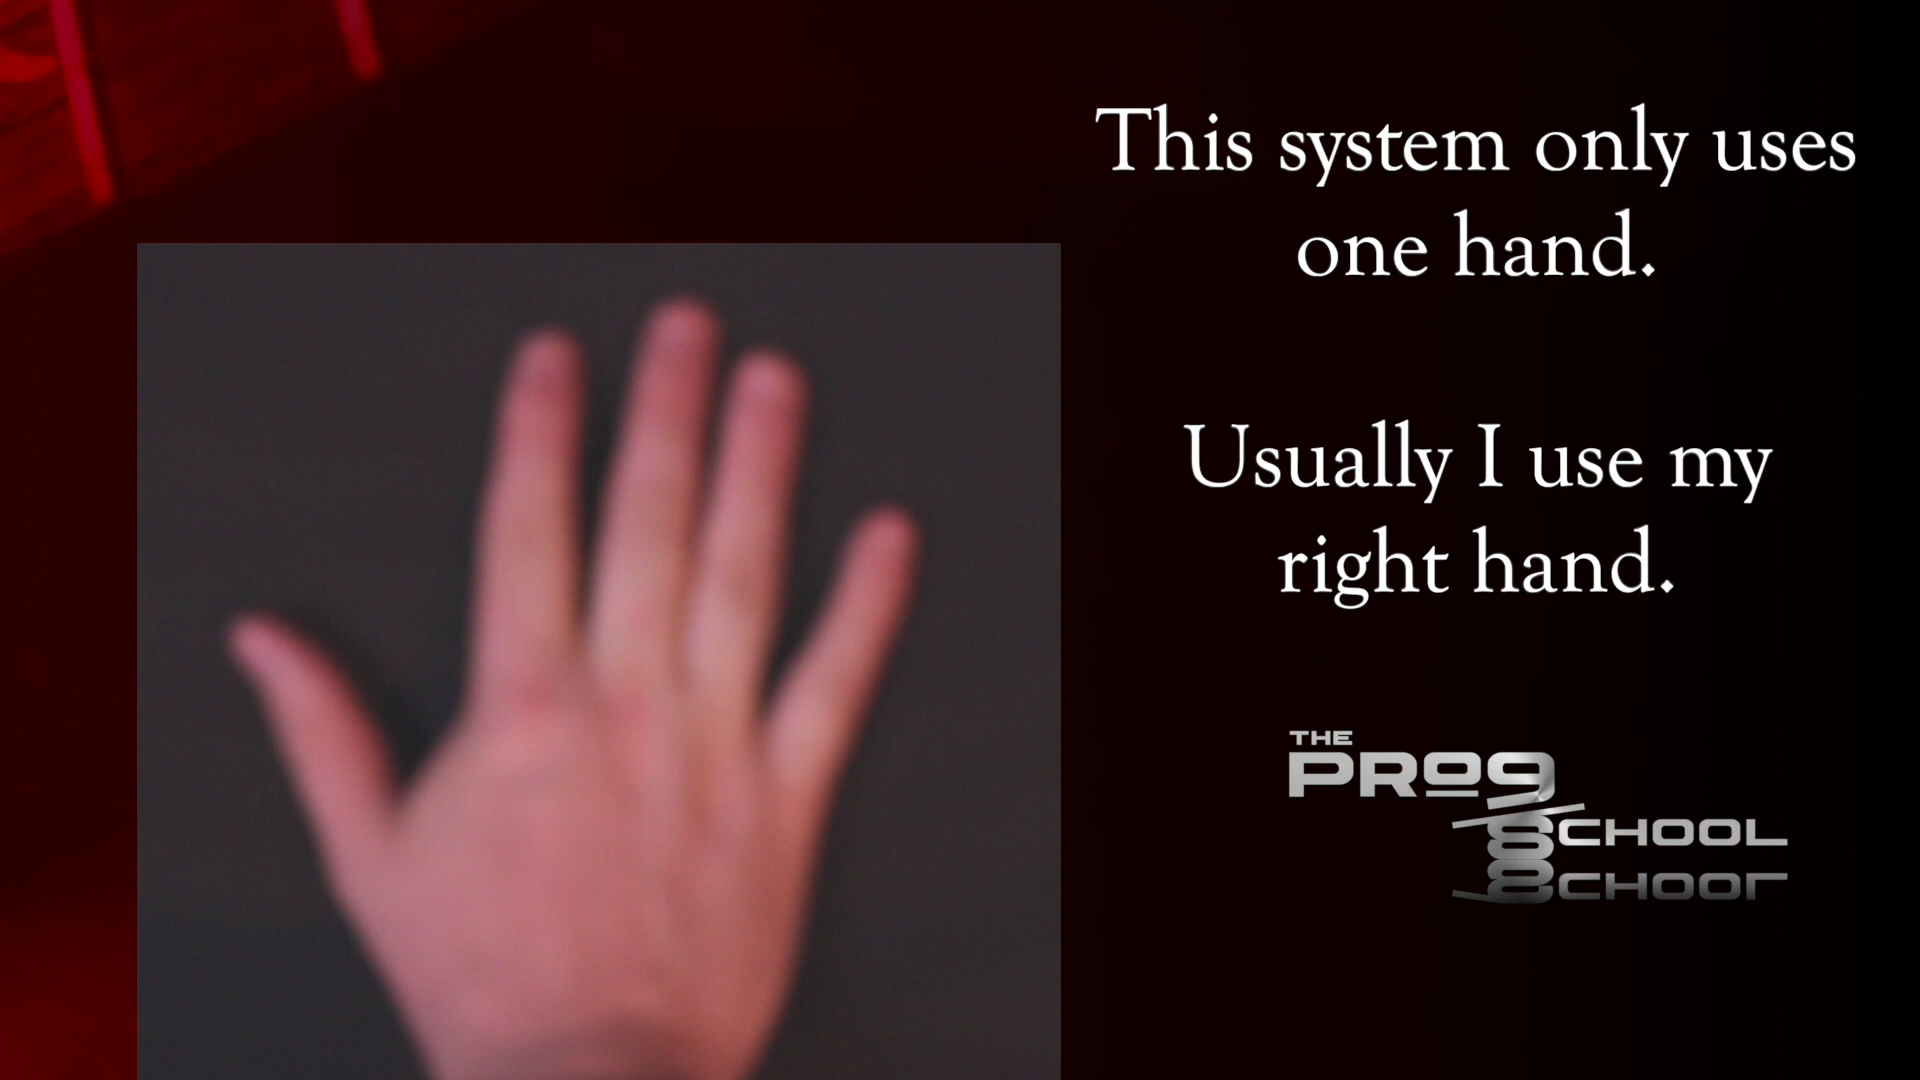 This system only uses
one hand.
Usually I use my
right hand.
THE
PROG
SCHOOL